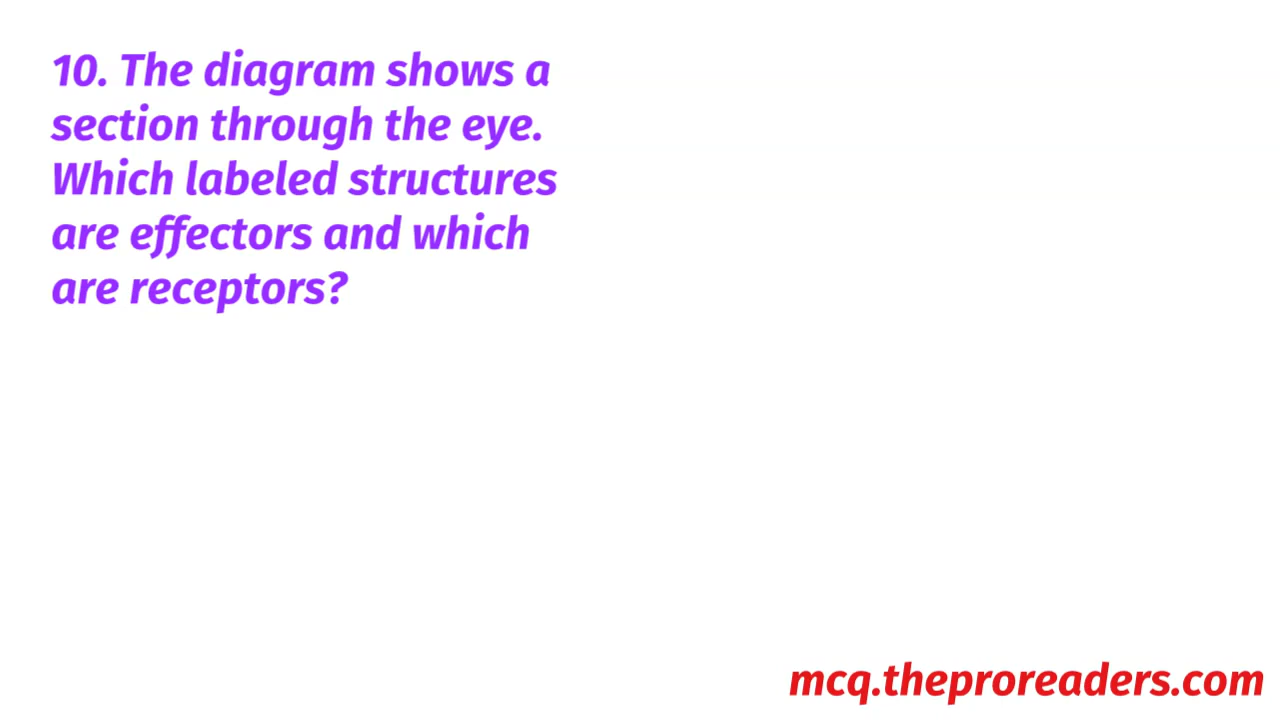 10. The diagram shows a
section through the eye.
Which labeled structures
are effectors and which
are receptors?
mcq.theproreaders.com